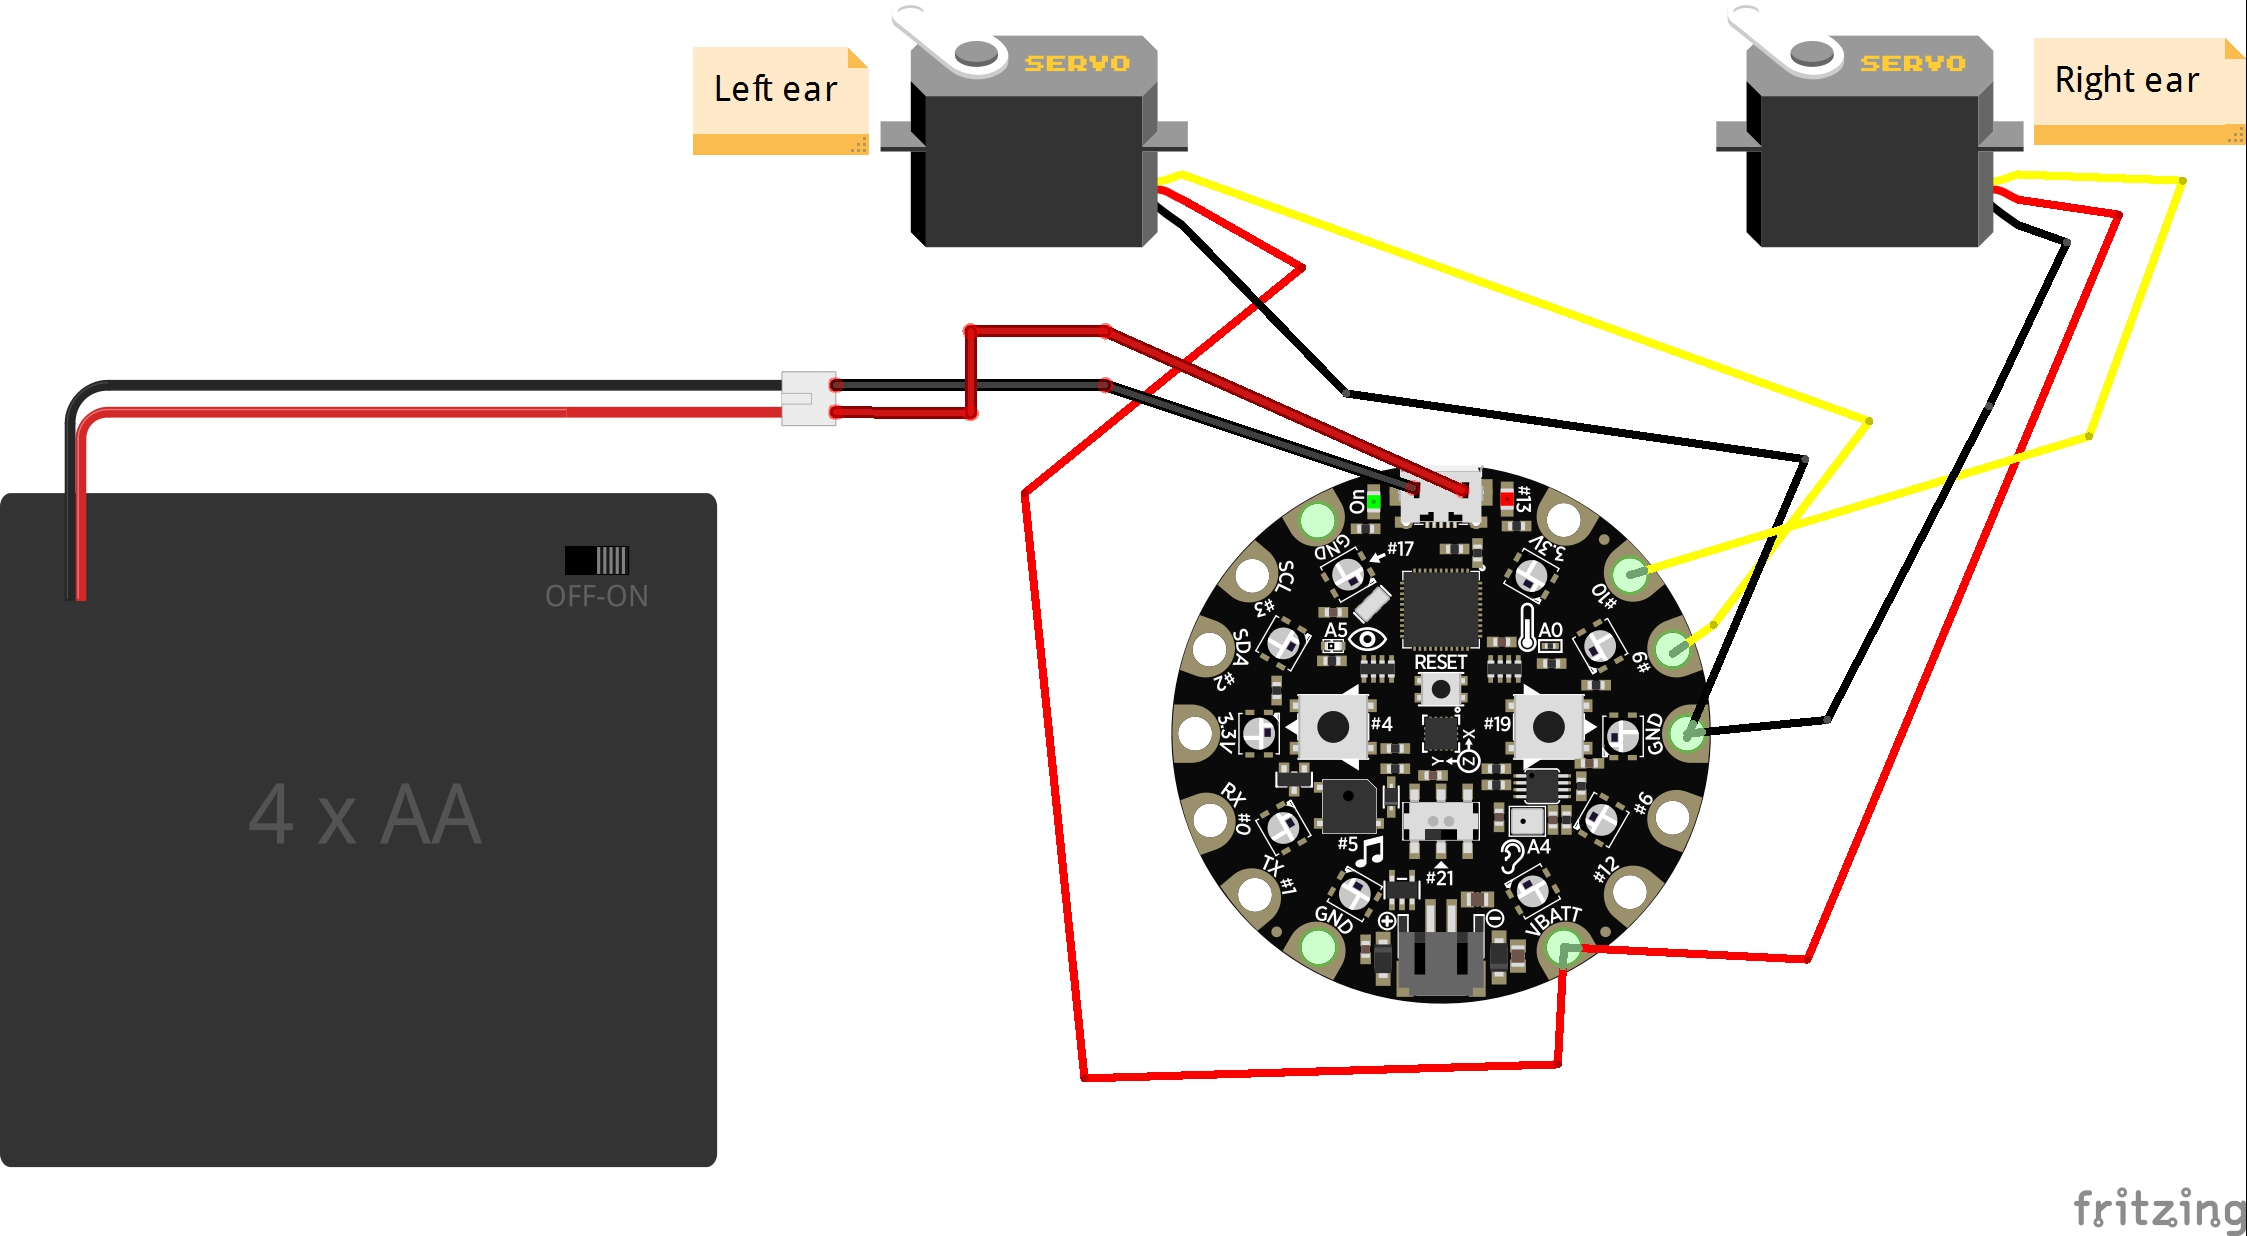 Left ear
SERVO
SERVO
Right ear
OFF-ON
4 x AA
On
#13
GND
#17
3.3V
SCL
#3
#10
A5
A0
SDA
#2
RESET
#9
3.3V
#4
#19
GND
X
Y
Z
RX #0
#6
#5
A4
TX #1
#21
#12
GND
VBATT
fritzing